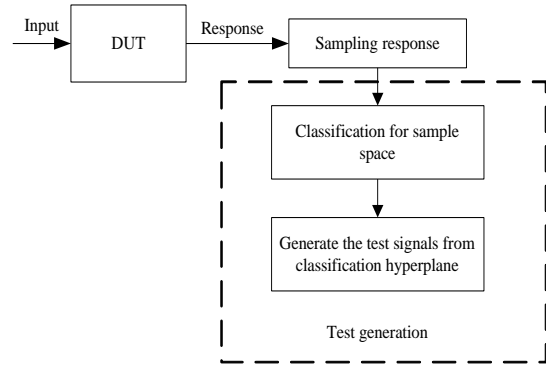 Input
DUT
Response
Sampling response
Classification for sample
space
Generate the test signals from
classification hyperplane
Test generation